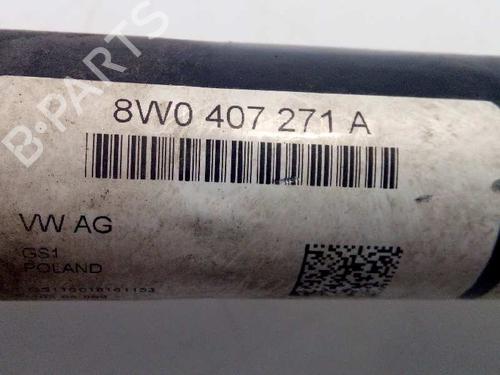 B-PARTS
8W0 407 271 A
VW AG
GS1
POLAND